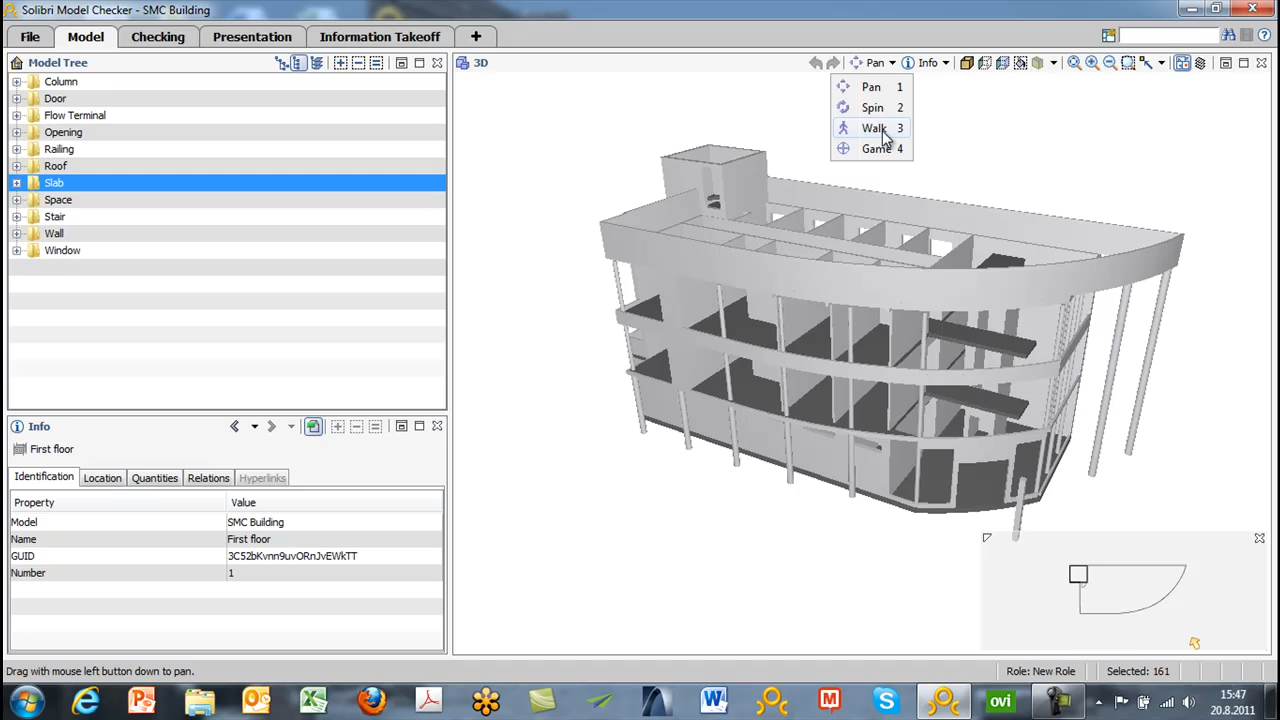 Solibri Model Checker - SMC Building
File
Model
Checking
Presentation
Information Takeoff
Model Tree
3D
Pan
Info
Column
Door
Flow Terminal
Opening
Railing
Roof
Slab
Space
Stair
Wall
Window
Pan 1
Spin 2
Walk 3
Game 4
Info
First floor
Identification
Location
Quantities
Relations
Hyperlinks
Property Value
Model SMC Building
Name First floor
GUID 3C52bKvnn9uvORnJvEWkTT
Number 1
Drag with mouse left button down to pan.
Role: New Role
Selected: 161
ovi
15:47
20.8.2011